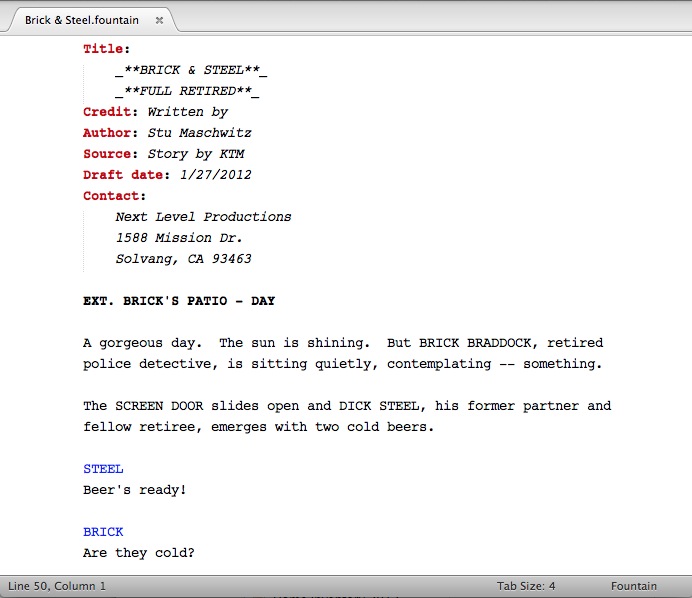 Brick & Steel.fountain
Title:
_**BRICK & STEEL**_
_**FULL RETIRED**_
Credit: Written by
Author: Stu Maschwitz
Source: Story by KTM
Draft date: 1/27/2012
Contact:
Next Level Productions
1588 Mission Dr.
Solvang, CA 93463
EXT. BRICK'S PATIO - DAY
A gorgeous day.  The sun is shining.  But BRICK BRADDOCK, retired
police detective, is sitting quietly, contemplating -- something.
The SCREEN DOOR slides open and DICK STEEL, his former partner and
fellow retiree, emerges with two cold beers.
STEEL
Beer's ready!
BRICK
Are they cold?
Line 50, Column 1
Tab Size: 4
Fountain